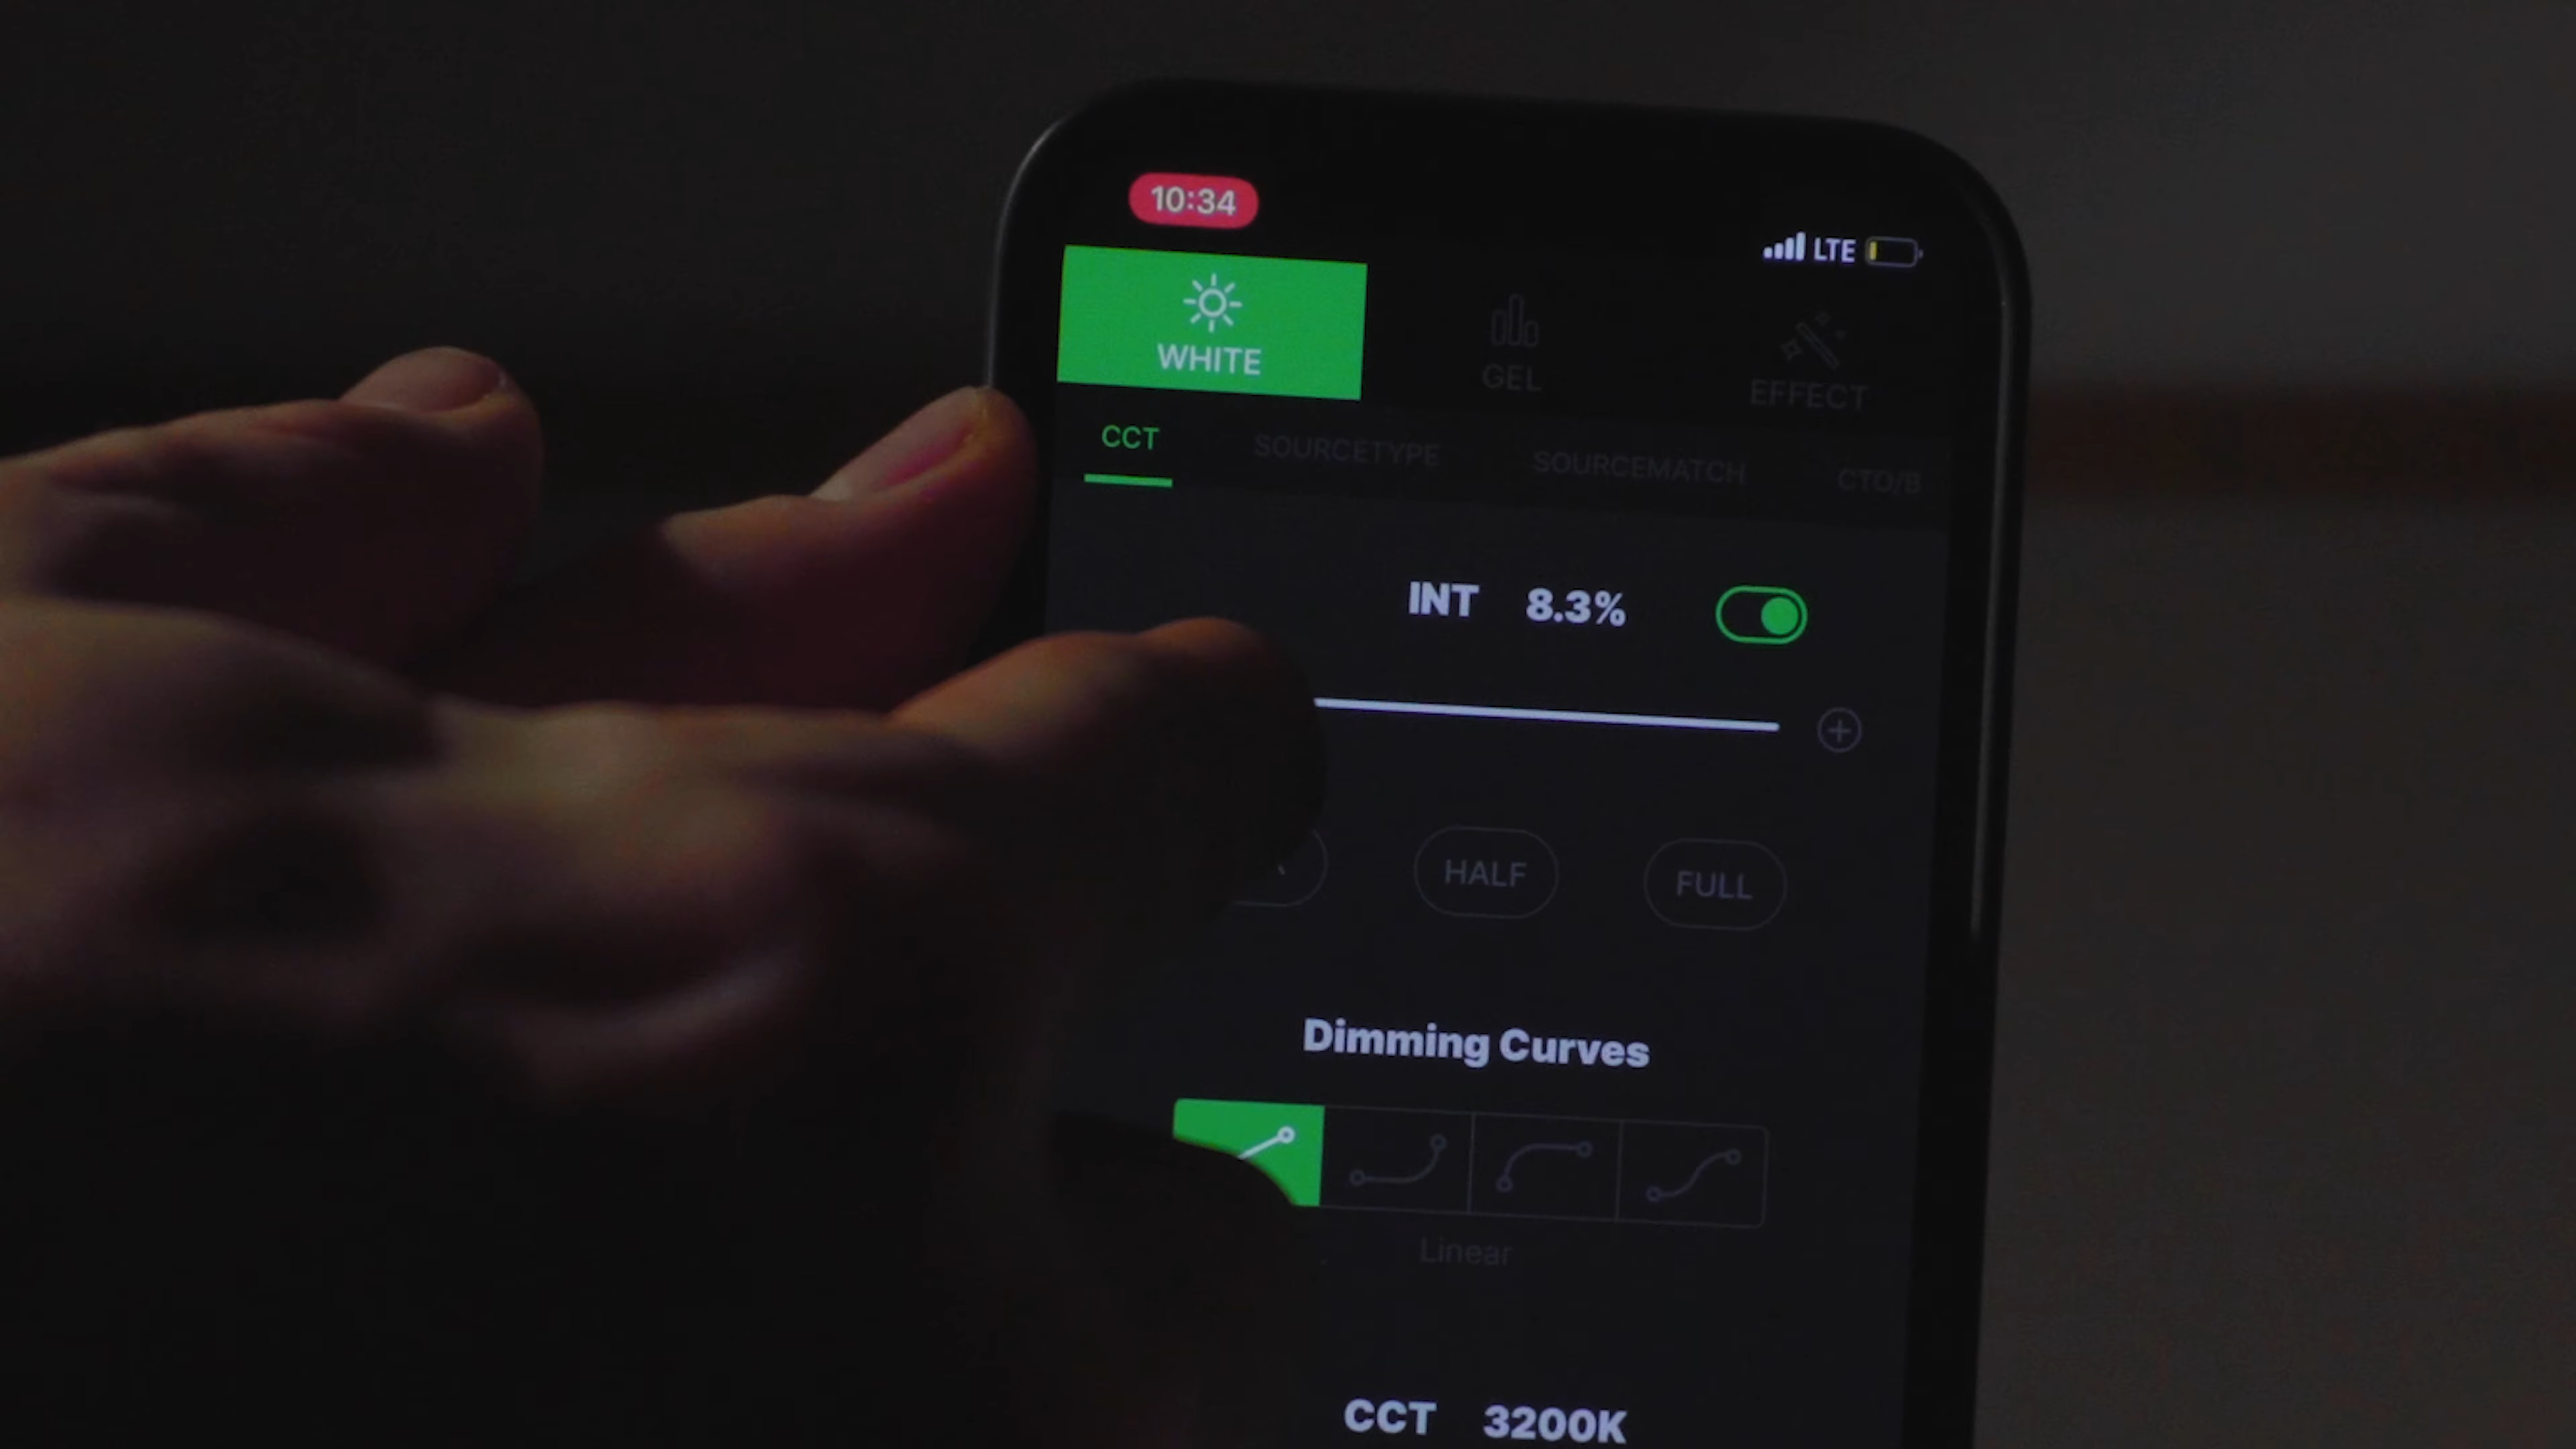 10:34
LTE
WHITE
GEL
EFFECT
CCT
SOURCETYPE
SOURCEMATCH
CTO/B
INT 8.3%
HALF
FULL
Dimming Curves
Linear
CCT 3200K